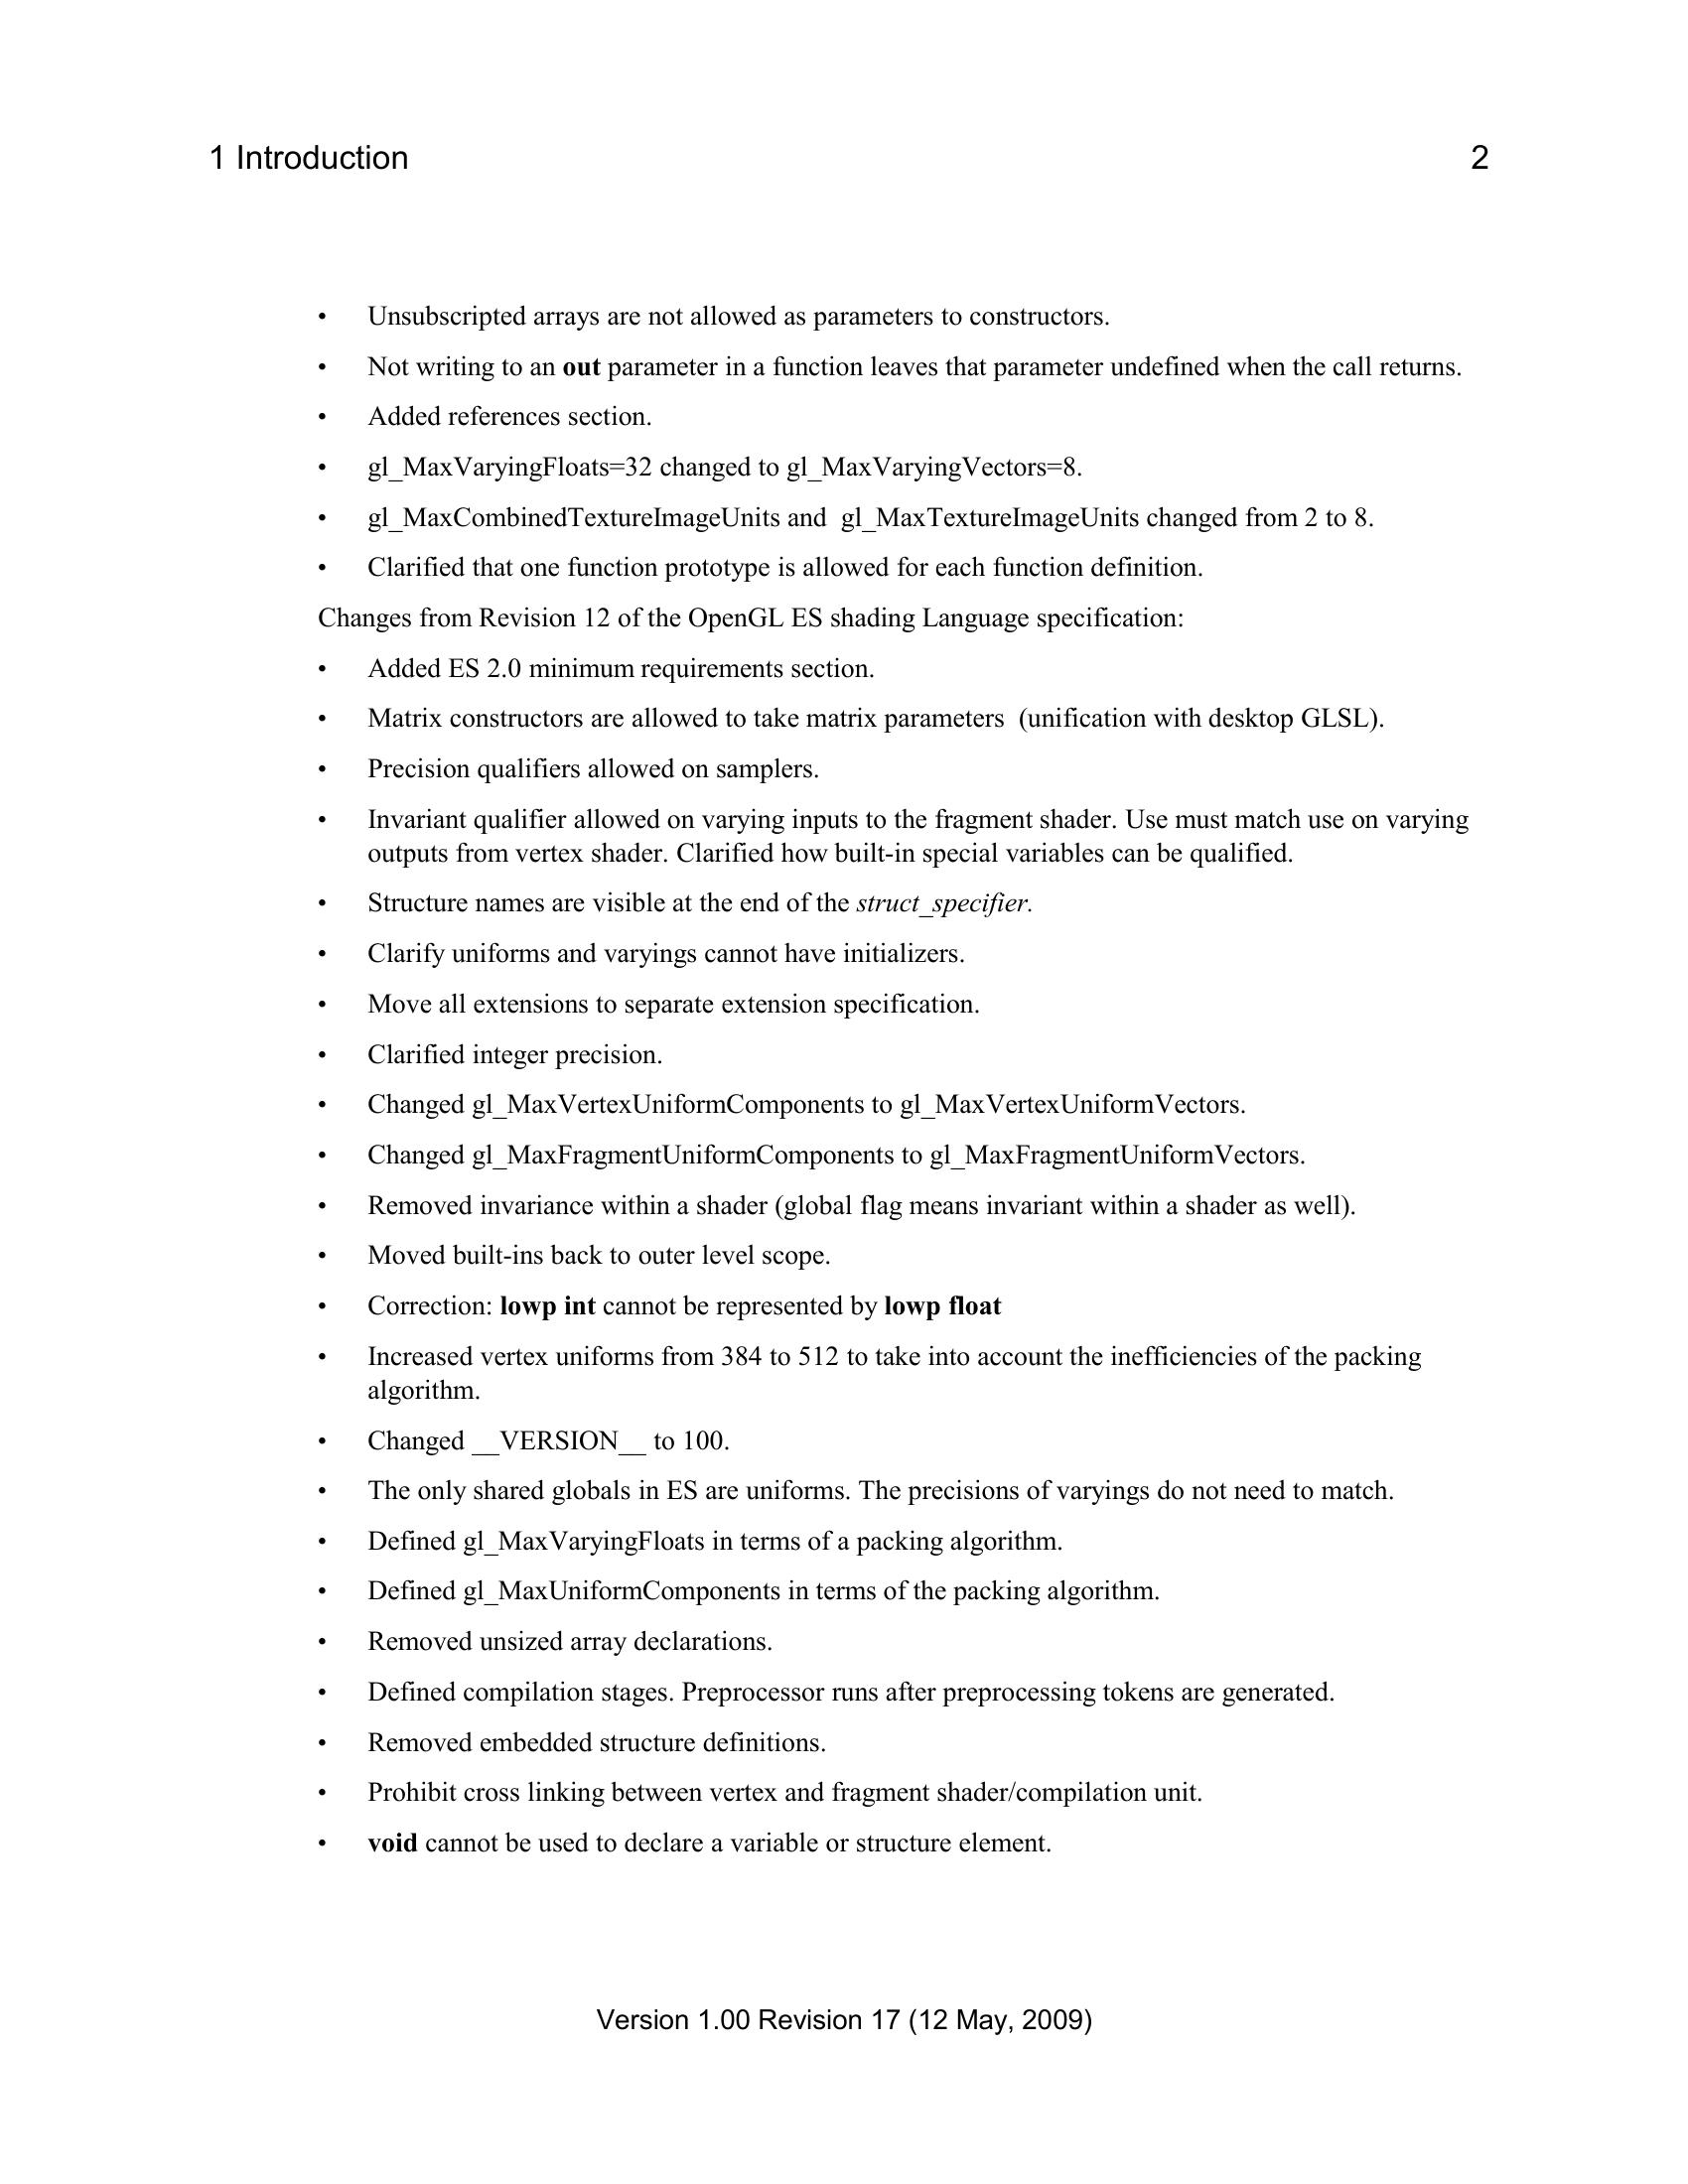 1 Introduction 2
• Unsubscripted arrays are not allowed as parameters to constructors.
• Not writing to an out parameter in a function leaves that parameter undefined when the call returns.
• Added references section.
• gl_MaxVaryingFloats=32 changed to gl_MaxVaryingVectors=8.
• gl_MaxCombinedTextureImageUnits and  gl_MaxTextureImageUnits changed from 2 to 8.
• Clarified that one function prototype is allowed for each function definition.
Changes from Revision 12 of the OpenGL ES shading Language specification:
• Added ES 2.0 minimum requirements section.
• Matrix constructors are allowed to take matrix parameters  (unification with desktop GLSL).
• Precision qualifiers allowed on samplers.
• Invariant qualifier allowed on varying inputs to the fragment shader. Use must match use on varying
outputs from vertex shader. Clarified how built-in special variables can be qualified.
• Structure names are visible at the end of the struct_specifier.
• Clarify uniforms and varyings cannot have initializers.
• Move all extensions to separate extension specification.
• Clarified integer precision.
• Changed gl_MaxVertexUniformComponents to gl_MaxVertexUniformVectors.
• Changed gl_MaxFragmentUniformComponents to gl_MaxFragmentUniformVectors.
• Removed invariance within a shader (global flag means invariant within a shader as well).
• Moved built-ins back to outer level scope.
• Correction: lowp int cannot be represented by lowp float
• Increased vertex uniforms from 384 to 512 to take into account the inefficiencies of the packing
algorithm.
• Changed __VERSION__ to 100.
• The only shared globals in ES are uniforms. The precisions of varyings do not need to match.
• Defined gl_MaxVaryingFloats in terms of a packing algorithm.
• Defined gl_MaxUniformComponents in terms of the packing algorithm.
• Removed unsized array declarations.
• Defined compilation stages. Preprocessor runs after preprocessing tokens are generated.
• Removed embedded structure definitions.
• Prohibit cross linking between vertex and fragment shader/compilation unit.
• void cannot be used to declare a variable or structure element.
Version 1.00 Revision 17 (12 May, 2009)